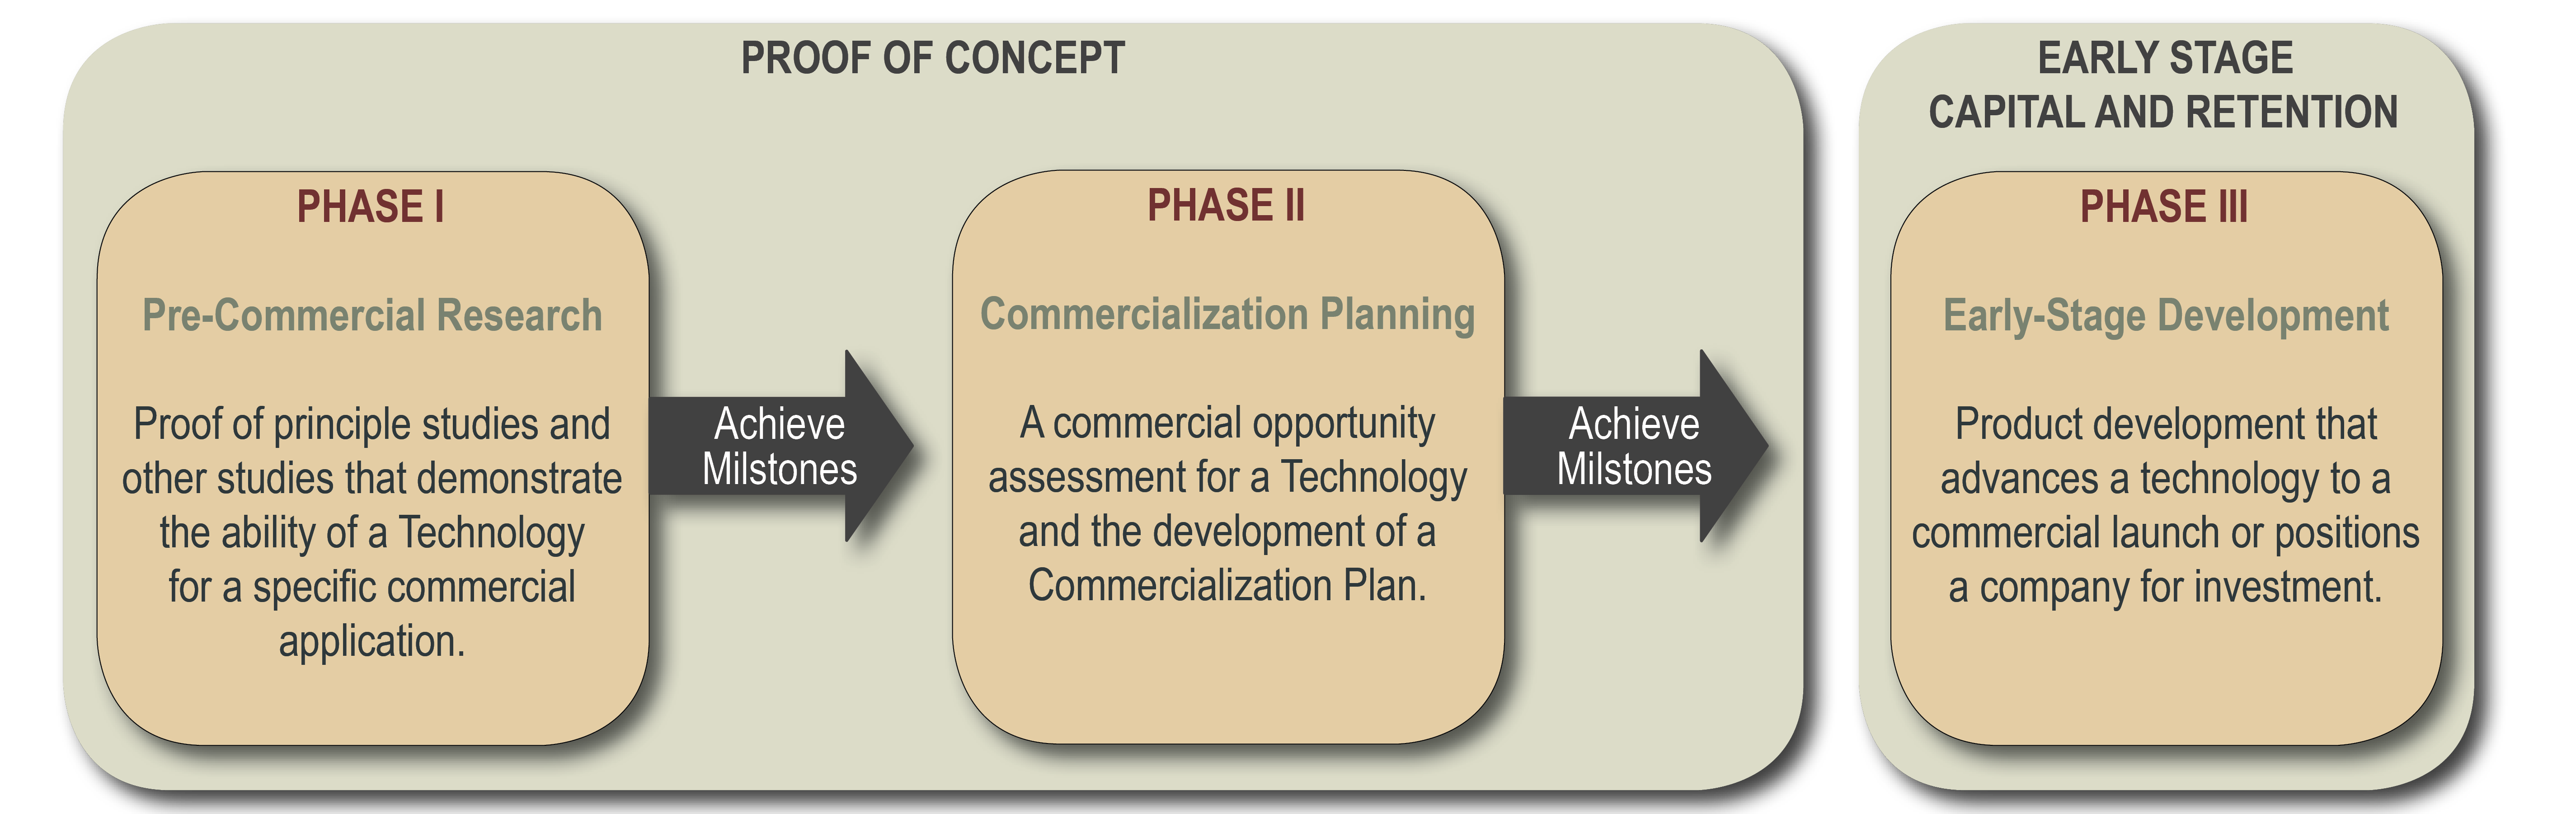 PROOF OF CONCEPT
PHASE I
Pre-Commercial Research
Proof of principle studies and
other studies that demonstrate
the ability of a Technology
for a specific commercial
application.
Achieve
Milstones
PHASE II
Commercialization Planning
A commercial opportunity
assessment for a Technology
and the development of a
Commercialization Plan.
Achieve
Milstones
EARLY STAGE
CAPITAL AND RETENTION
PHASE III
Early-Stage Development
Product development that
advances a technology to a
commercial launch or positions
a company for investment.